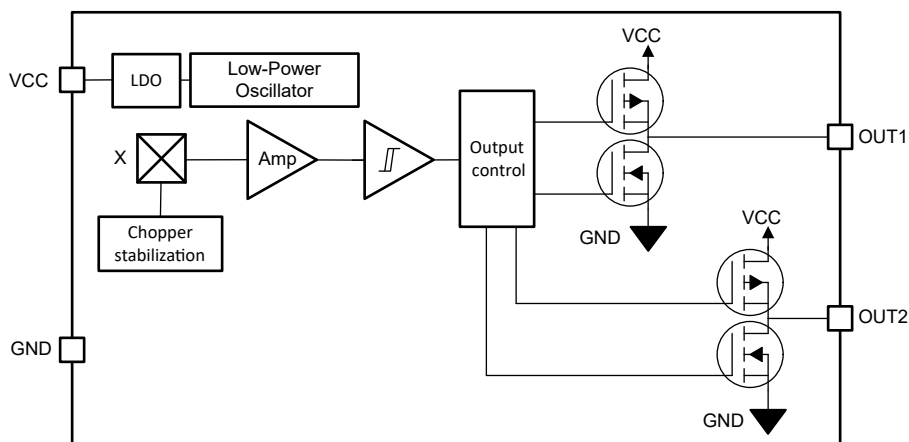 VCC
LDO
Low-Power
Oscillator
VCC
X
Amp
Output
control
OUT1
Chopper
stabilization
GND
VCC
GND
OUT2
GND